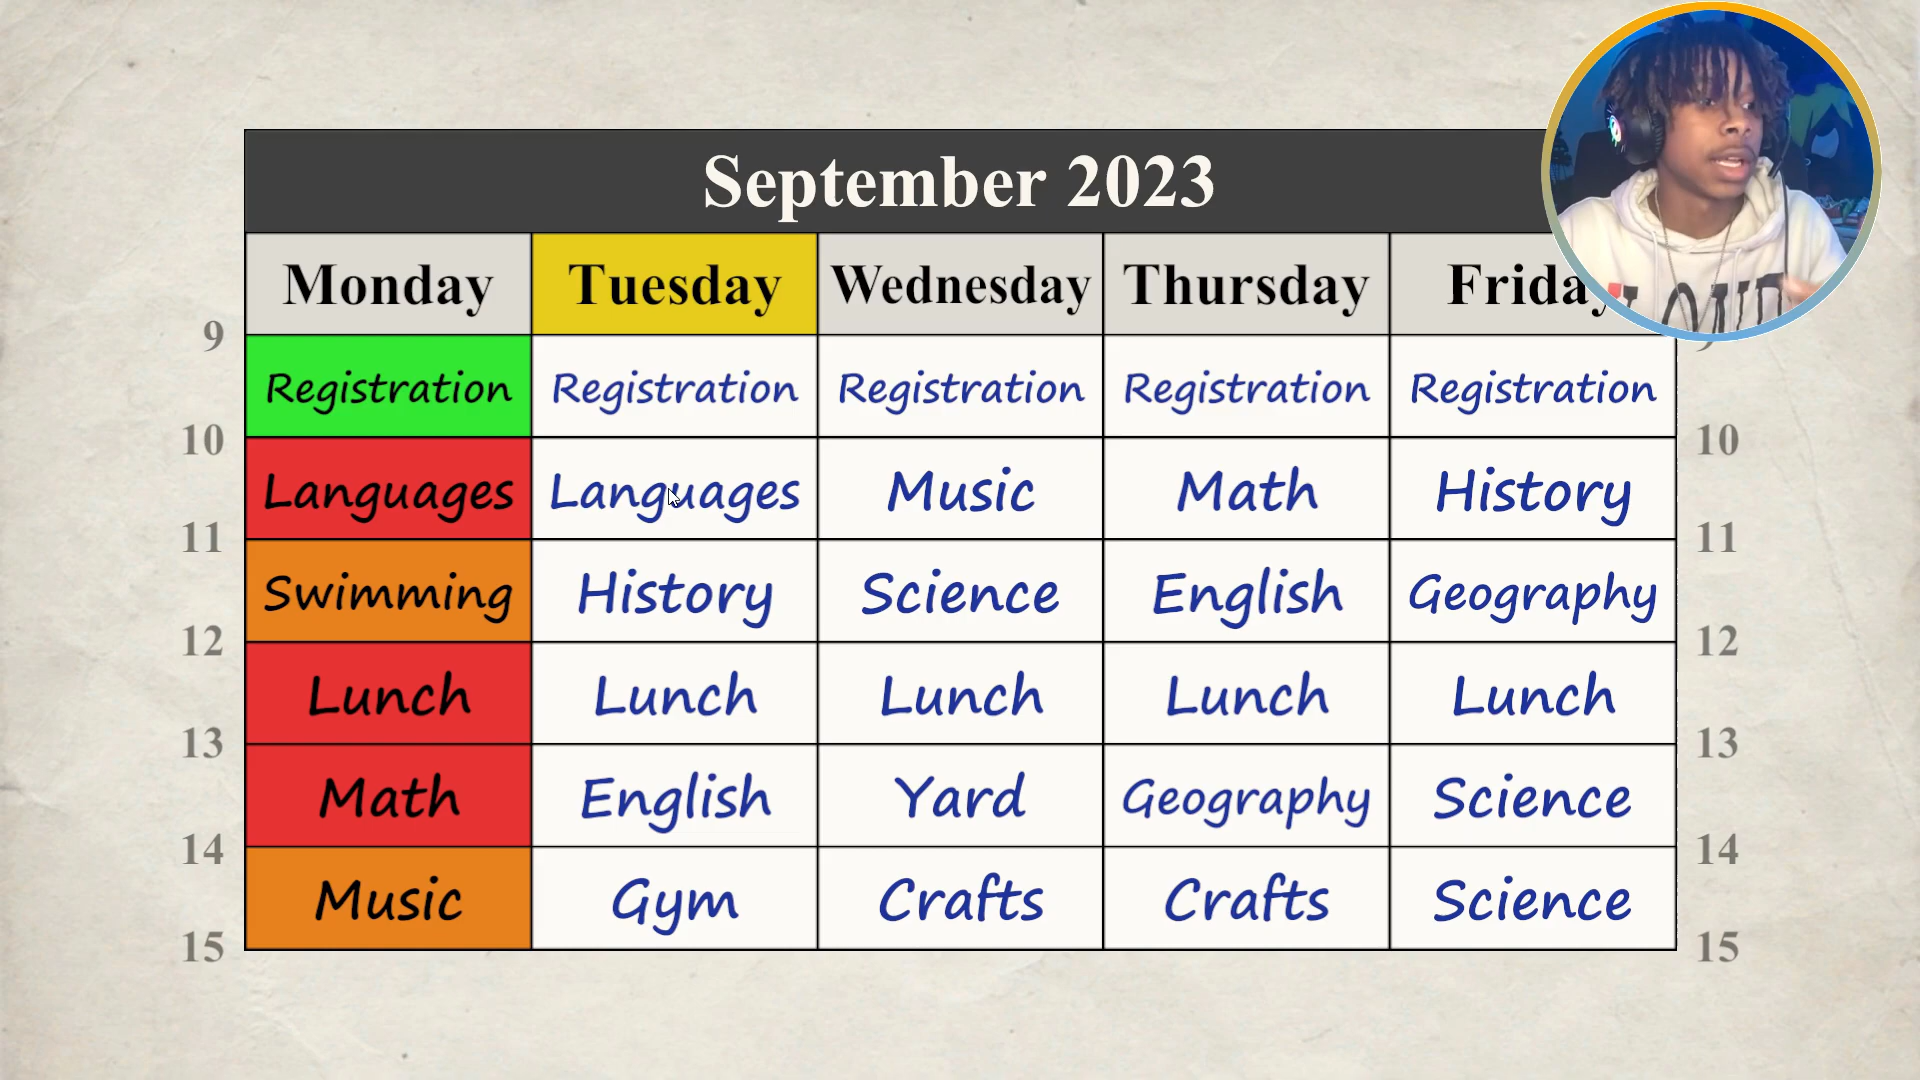 September 2023
Monday Tuesday Wednesday Thursday Friday
9
Registration Registration Registration Registration Registration
10 10
Languages Languages Music Math History
11 11
Swimming History Science English Geography
12 12
Lunch Lunch Lunch Lunch Lunch
13 13
Math English Yard Geography Science
14 14
Music Gym Crafts Crafts Science
15 15